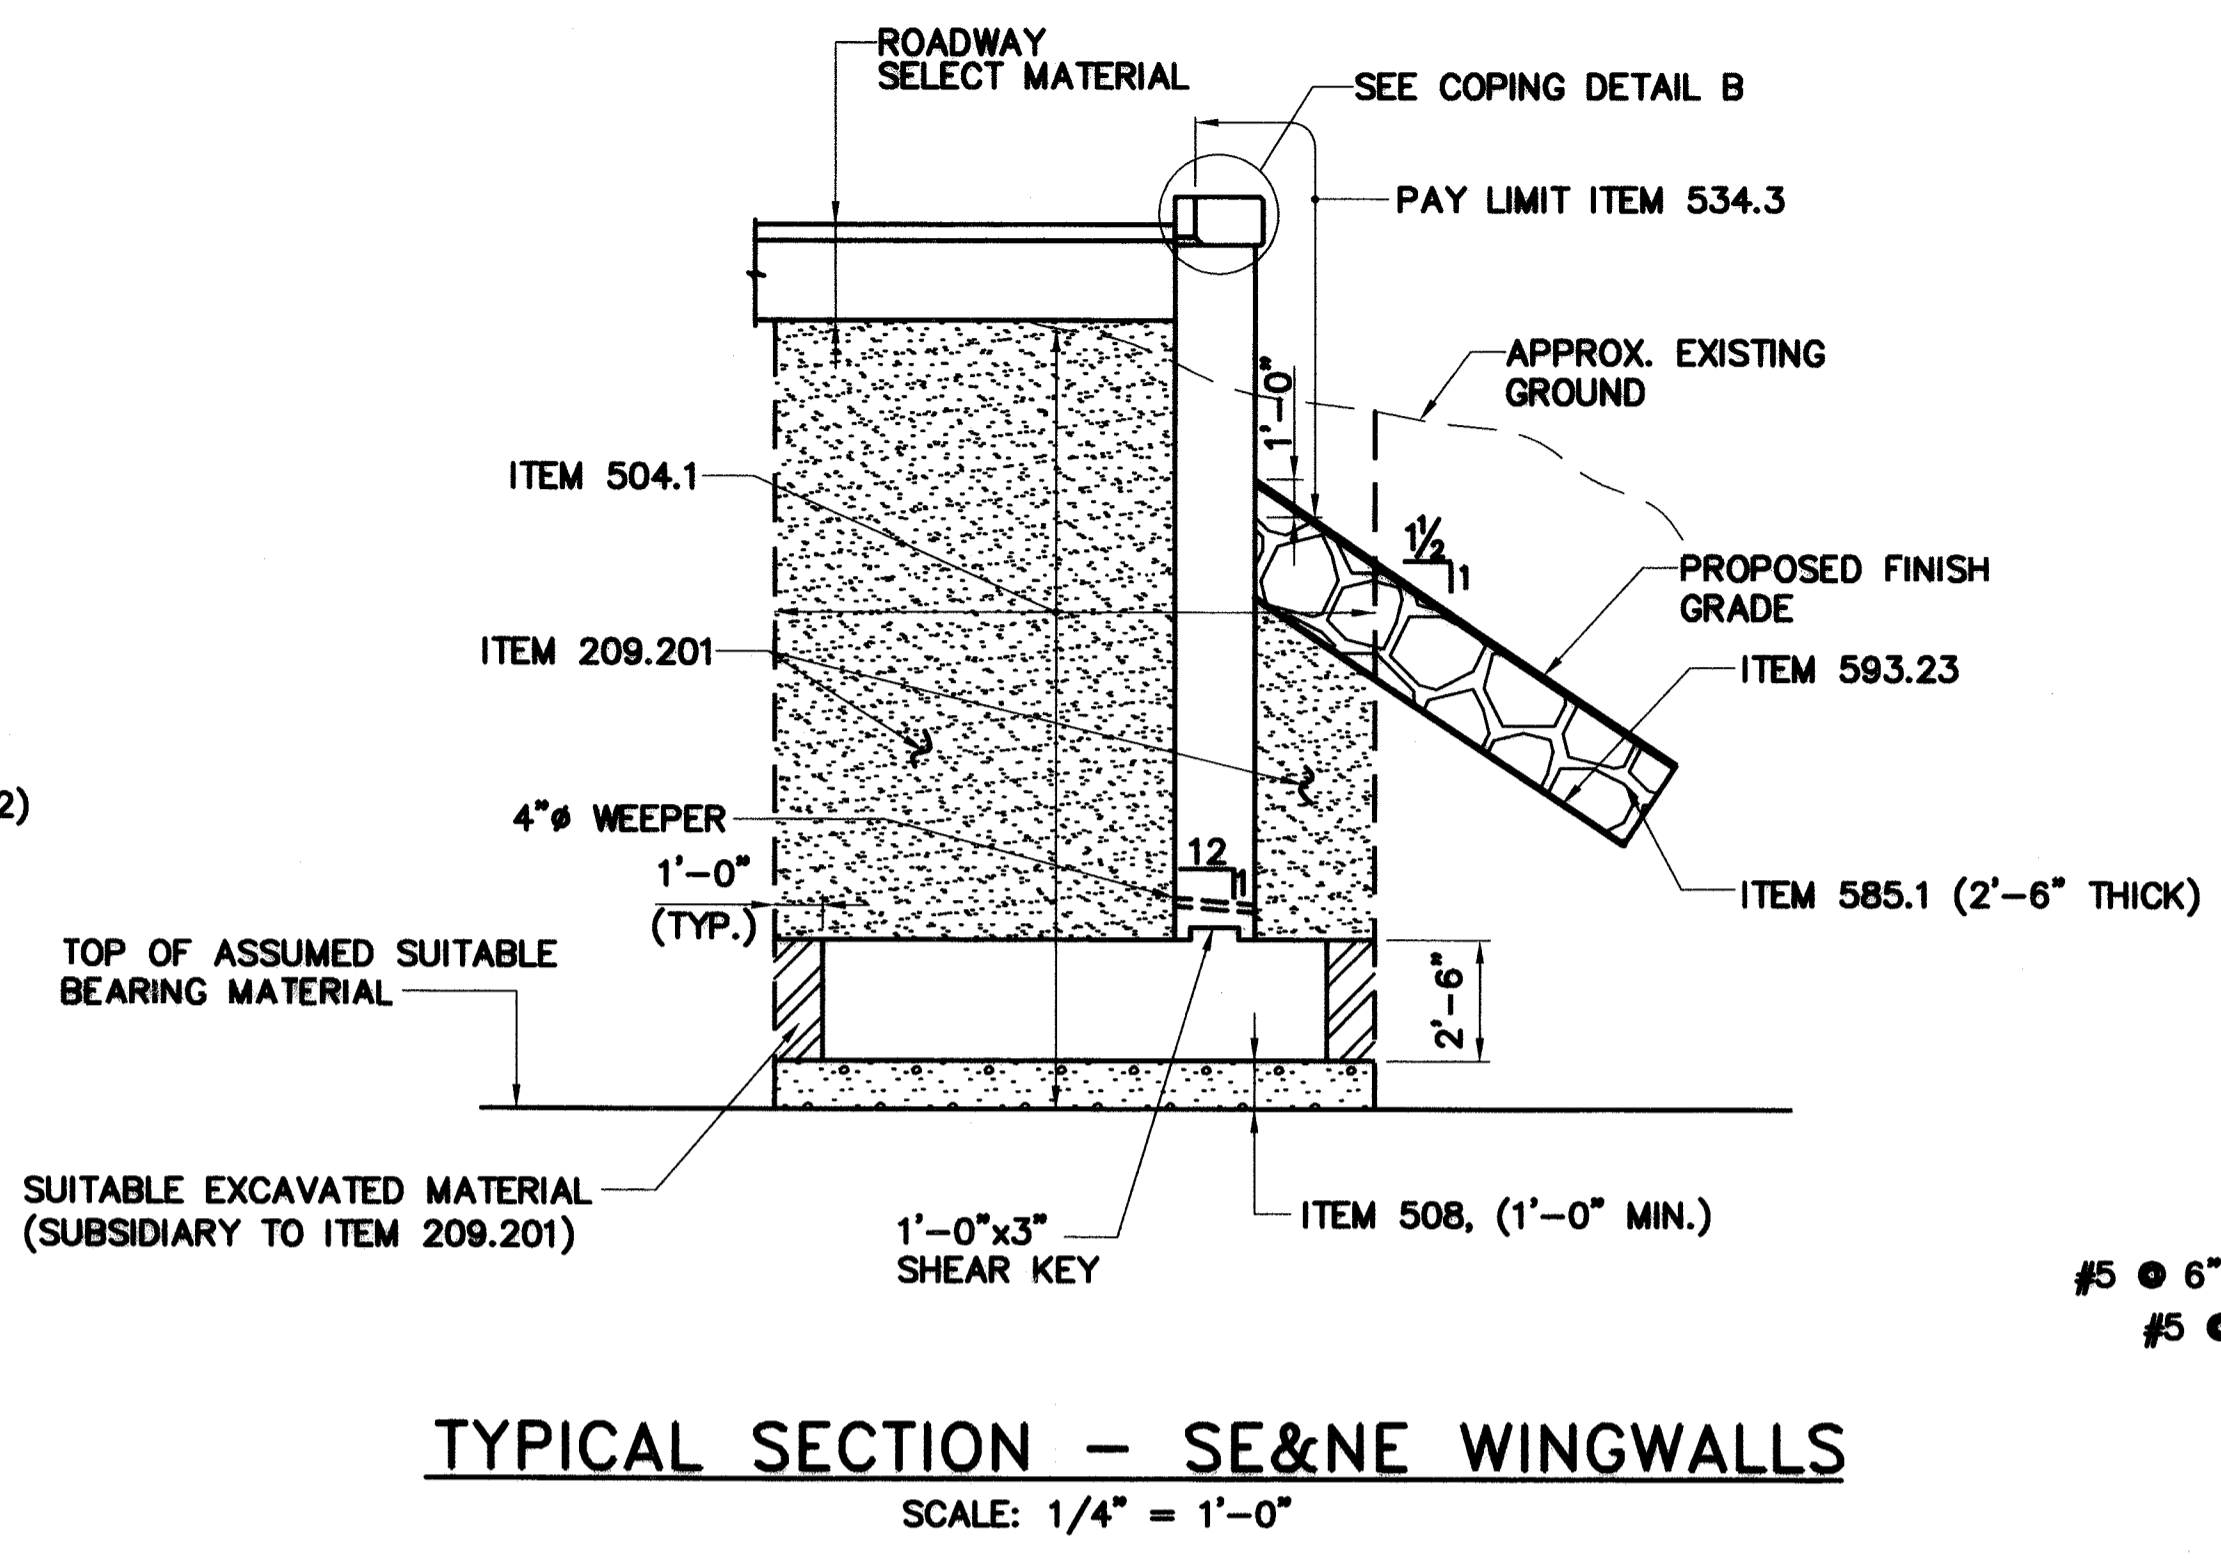 ROADWAY
SELECT MATERIAL
SEE COPING DETAIL B
PAY LIMIT ITEM 534.3
APPROX. EXISTING
GROUND
1'-0"
ITEM 504.1
1½
1
PROPOSED FINISH
GRADE
ITEM 209.201
ITEM 593.23
2)
4"ø WEEPER
12
1
1'-0"
(TYP.)
ITEM 585.1 (2'-6" THICK)
TOP OF ASSUMED SUITABLE
BEARING MATERIAL
2'-6"
SUITABLE EXCAVATED MATERIAL
(SUBSIDIARY TO ITEM 209.201)
1'-0"x3"
SHEAR KEY
ITEM 508, (1'-0" MIN.)
#5 @ 6"
#5 @
TYPICAL SECTION - SE&NE WINGWALLS
SCALE: 1/4" = 1'-0"